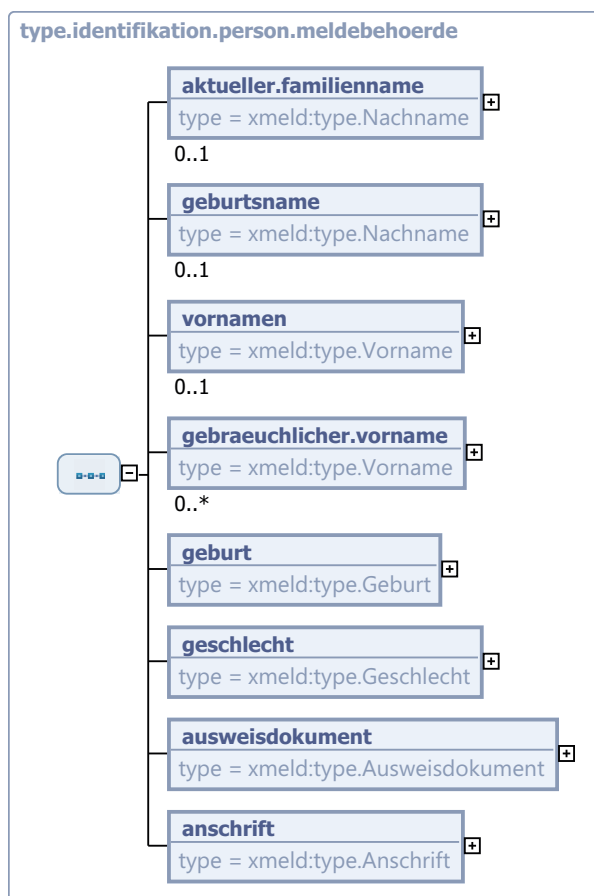 type.identifikation.person.meldebehoerde
aktueller.familienname
type = xmeld:type.Nachname
0..1
geburtsname
type = xmeld:type.Nachname
0..1
vornamen
type = xmeld:type.Vorname
0..1
gebraeuchlicher.vorname
type = xmeld:type.Vorname
0..*
geburt
type = xmeld:type.Geburt
geschlecht
type = xmeld:type.Geschlecht
ausweisdokument
type = xmeld:type.Ausweisdokument
anschrift
type = xmeld:type.Anschrift